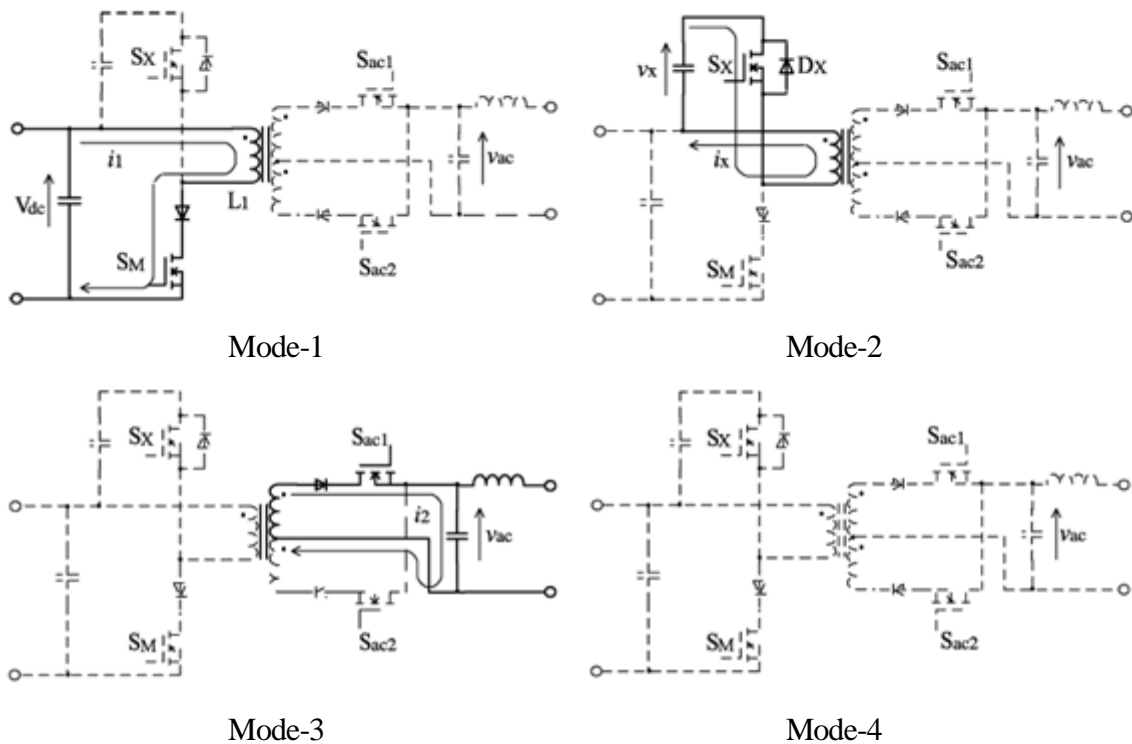 Sx
Sac1
i1
vac
Vdc
L1
SM
Sac2
Mode-1
vx
Sx
Dx
Sac1
ix
vac
SM
Sac2
Mode-2
Sx
Sac1
i2
vac
SM
Sac2
Mode-3
Sx
Sac1
vac
SM
Sac2
Mode-4